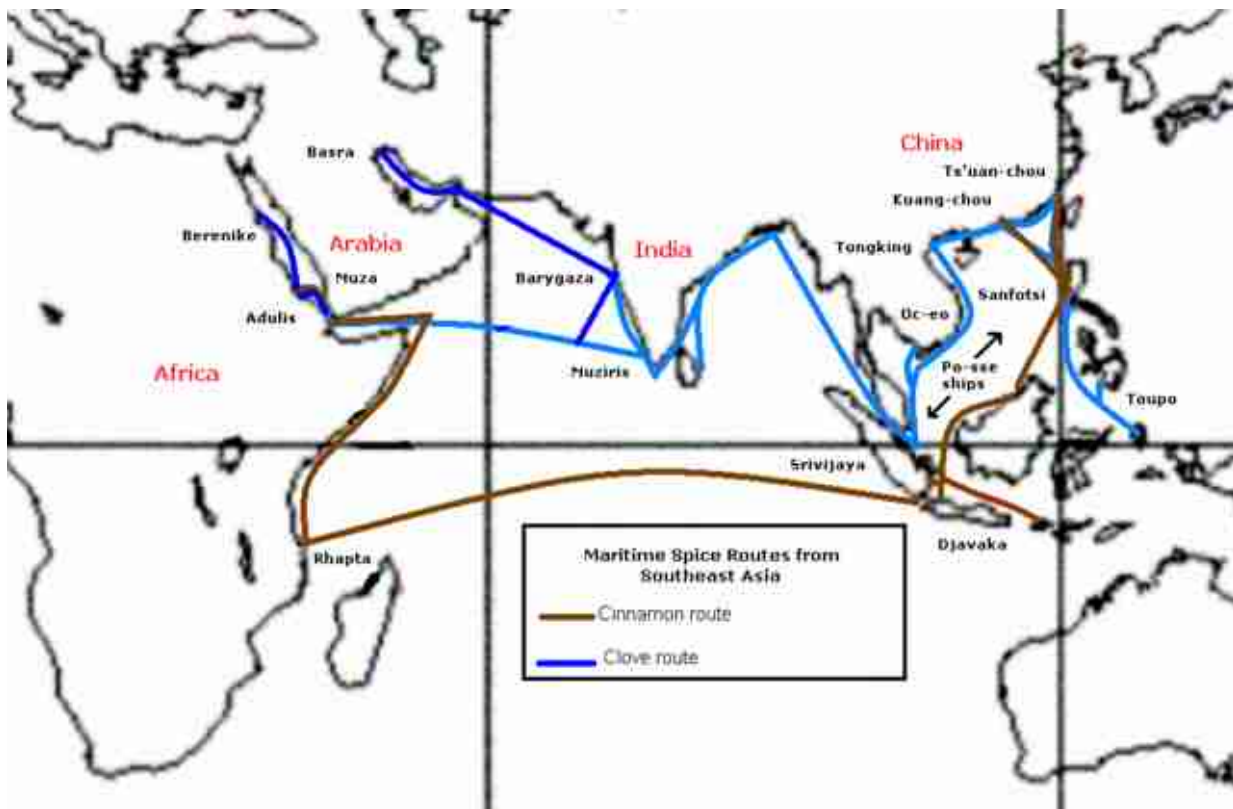 China
Ts'uan-chou
Basra
Kuang-chou
Berenike
Arabia
India
Tongking
Muza
Barygaza
Sanfotsi
Adulis
Oc-eo
Africa
Muziris
Po-sse
ships
Toupo
Srivijaya
Djavaka
Rhapta
Maritime Spice Routes from
Southeast Asia
Cinnamon route
Clove route